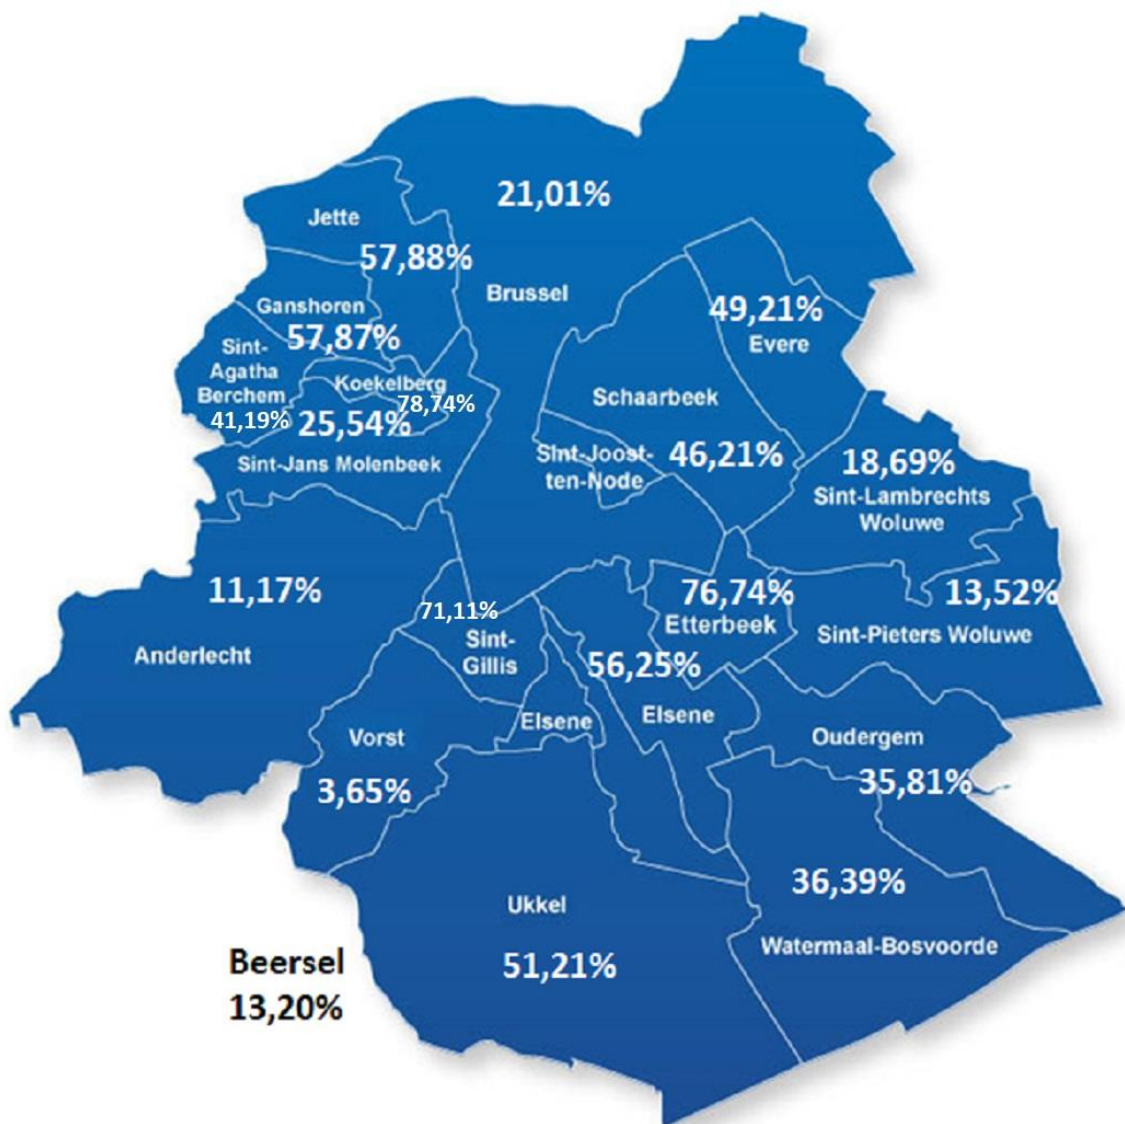 21,01%
Jette
57,88%
Brussel
Ganshoren
49,21%
57,87%
Evere
Sint-
Agatha
Berchem
Koekelberg
78,74%
Schaarbeek
41,19%
25,54%
Sint-Joost-
ten-Node
46,21%
Sint-Jans Molenbeek
18,69%
Sint-Lambrechts
Woluwe
11,17%
71,11%
76,74%
13,52%
Etterbeek
Sint-Pieters Woluwe
Sint-
Gillis
Anderlecht
56,25%
Elsene
Elsene
Vorst
Oudergem
3,65%
35,81%
36,39%
Ukkel
Watermaal-Bosvoorde
51,21%
Beersel
13,20%